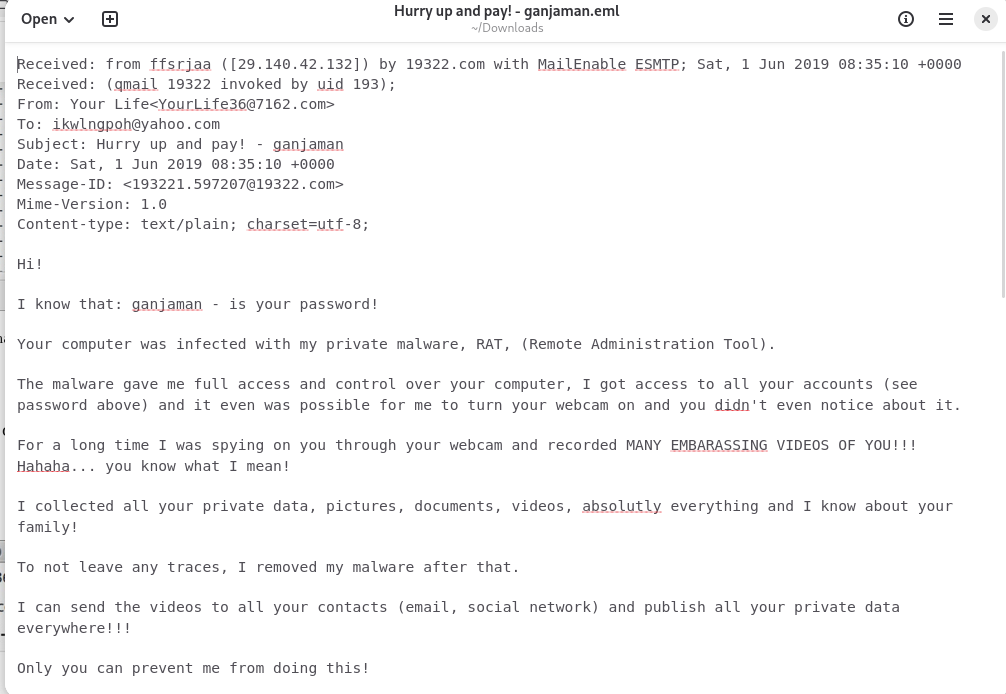 Open
Hurry up and pay! - ganjaman.eml
~/Downloads
Received: from ffsrjaa ([29.140.42.132]) by 19322.com with MailEnable ESMTP; Sat, 1 Jun 2019 08:35:10 +0000
Received: (qmail 19322 invoked by uid 193);
From: Your Life<YourLife36@7162.com>
To: ikwlngpoh@yahoo.com
Subject: Hurry up and pay! - ganjaman
Date: Sat, 1 Jun 2019 08:35:10 +0000
Message-ID: <193221.597207@19322.com>
Mime-Version: 1.0
Content-type: text/plain; charset=utf-8;
Hi!
I know that: ganjaman - is your password!
Your computer was infected with my private malware, RAT, (Remote Administration Tool).
The malware gave me full access and control over your computer, I got access to all your accounts (see
password above) and it even was possible for me to turn your webcam on and you didn't even notice about it.
For a long time I was spying on you through your webcam and recorded MANY EMBARASSING VIDEOS OF YOU!!!
Hahaha... you know what I mean!
I collected all your private data, pictures, documents, videos, absolutly everything and I know about your
family!
To not leave any traces, I removed my malware after that.
I can send the videos to all your contacts (email, social network) and publish all your private data
everywhere!!!
Only you can prevent me from doing this!